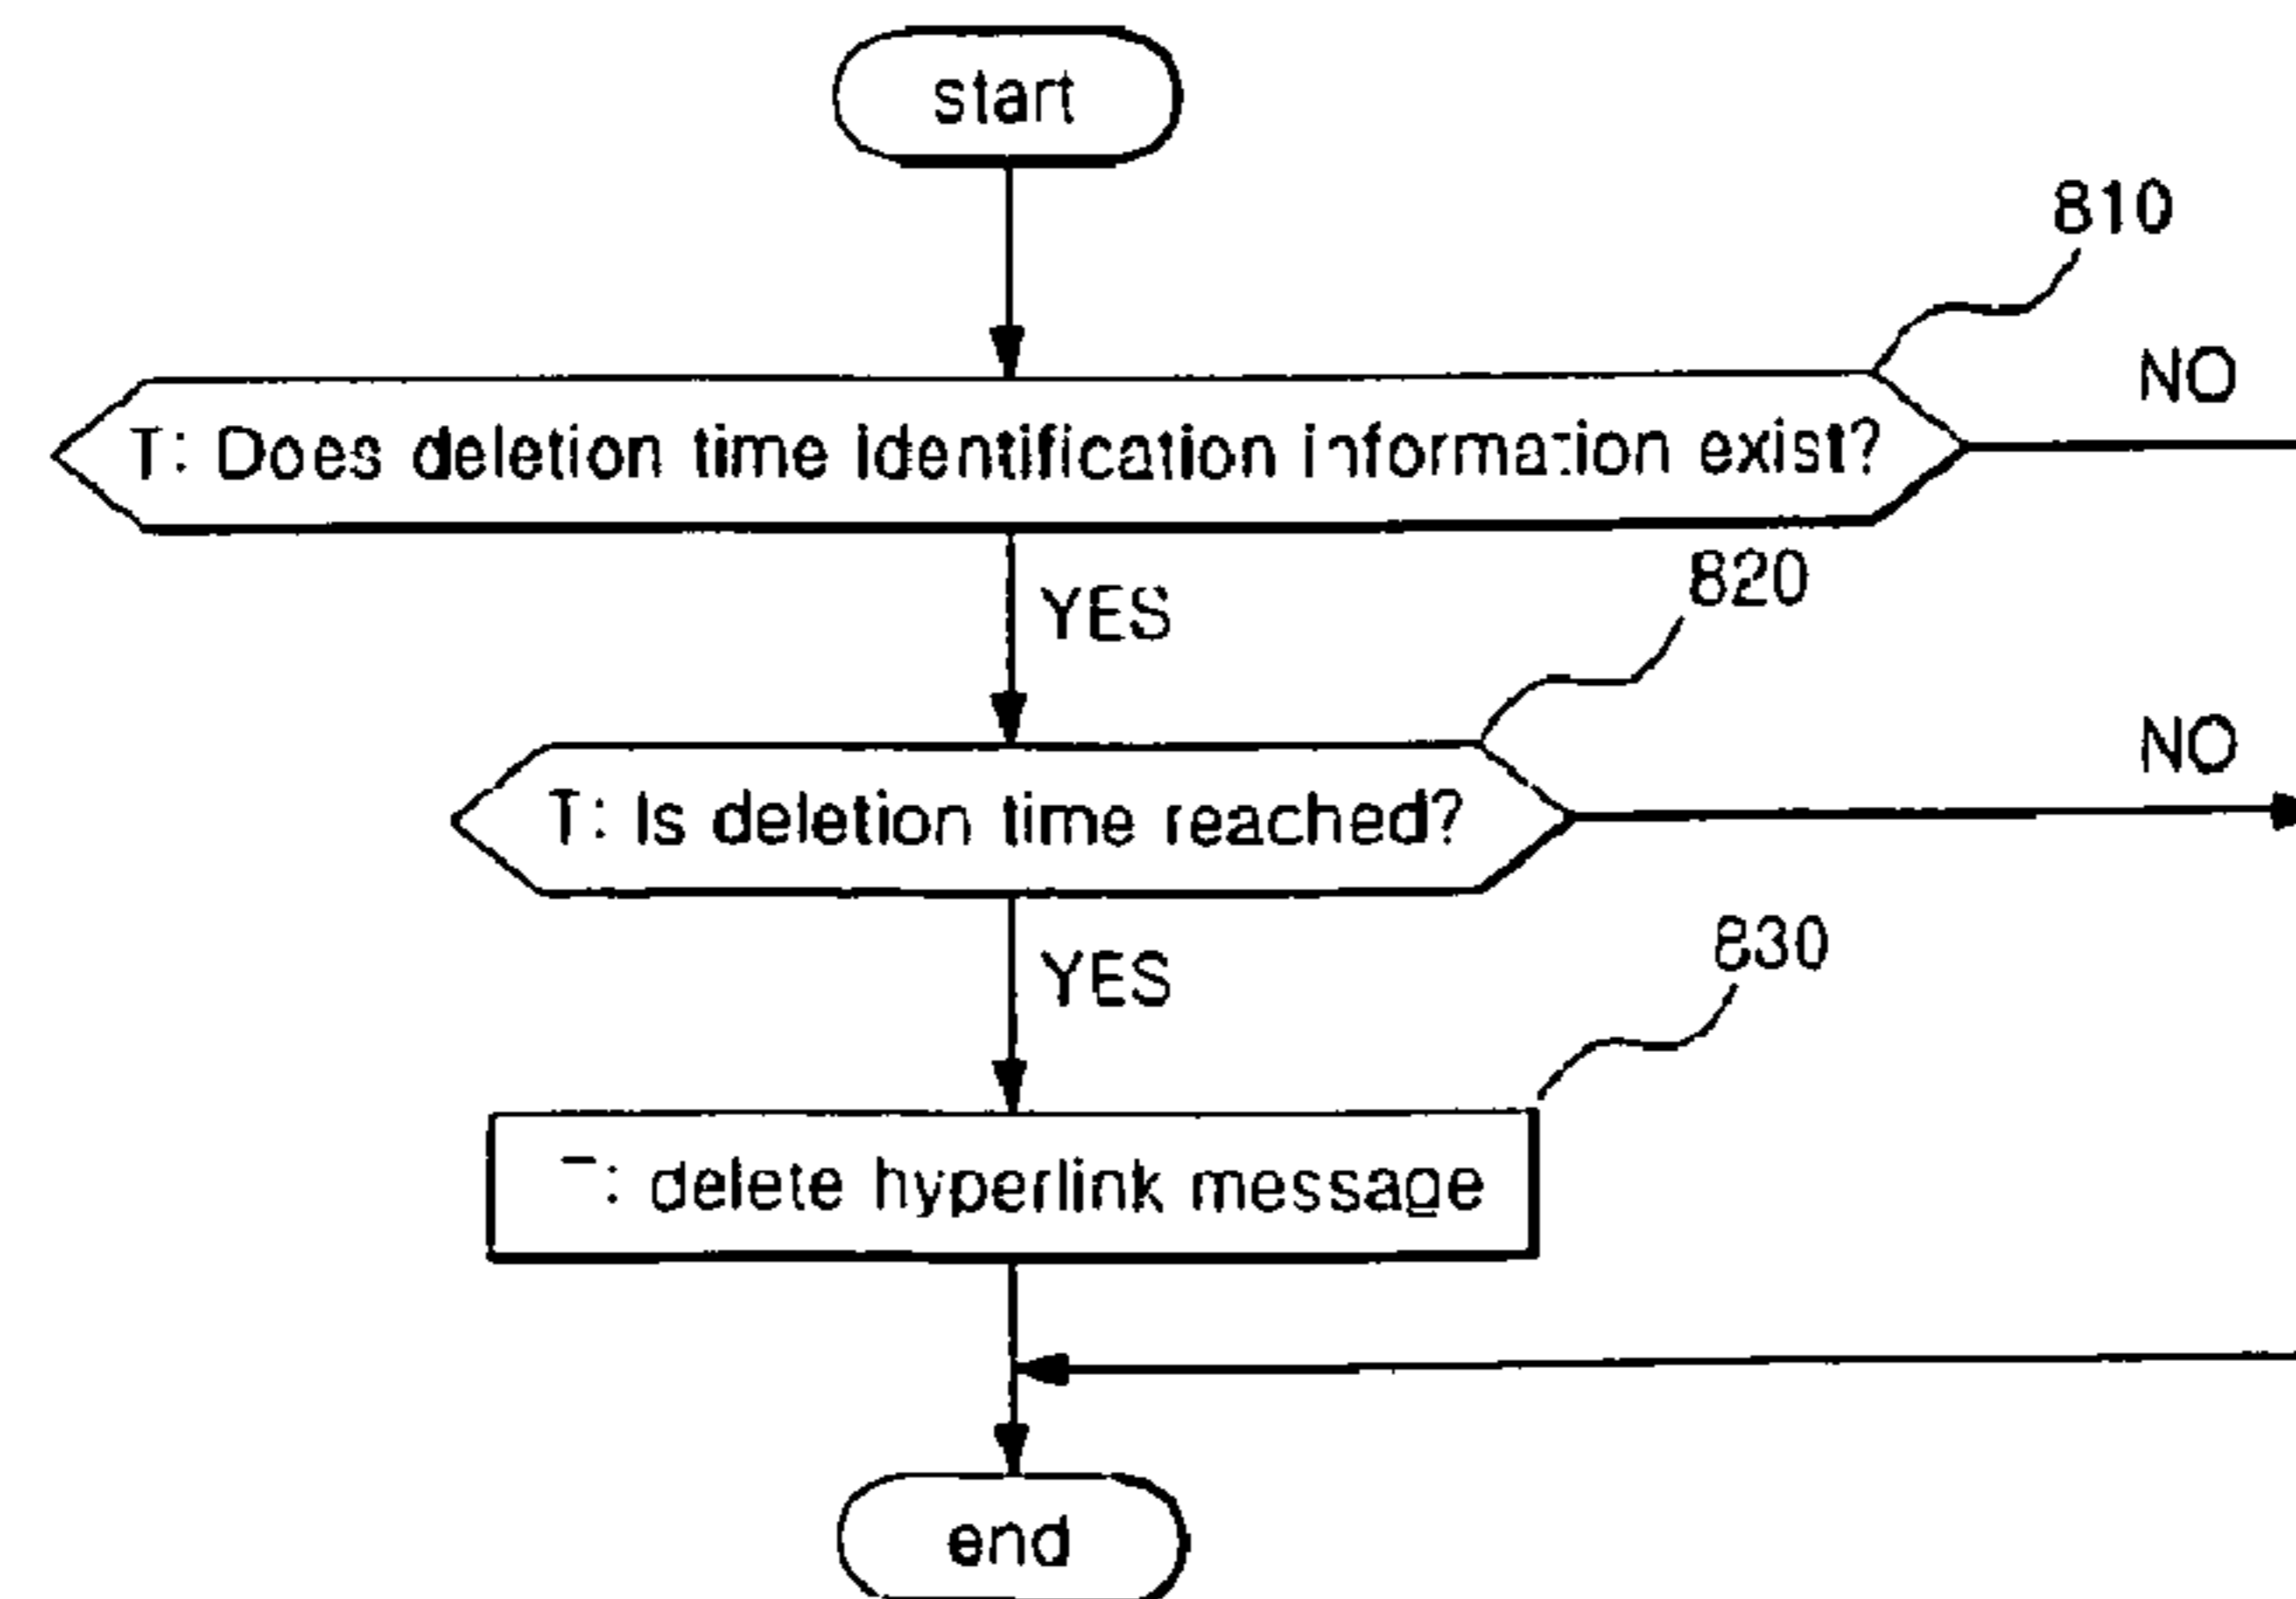 start
810
NO
T: Does deletion time identification information exist?
YES
820
NO
T: Is deletion time reached?
YES
830
T: delete hyperlink message
end